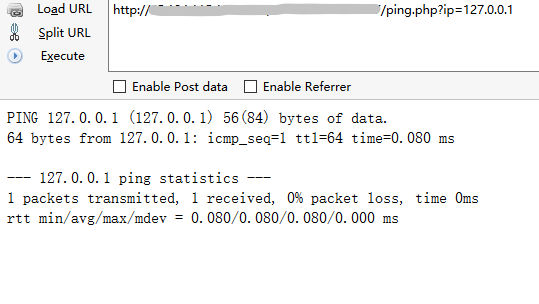 Load URL
http://
/ping.php?ip=127.0.0.1
Split URL
Execute
Enable Post data
Enable Referrer
PING 127.0.0.1 (127.0.0.1) 56(84) bytes of data.
64 bytes from 127.0.0.1: icmp_seq=1 ttl=64 time=0.080 ms
--- 127.0.0.1 ping statistics ---
1 packets transmitted, 1 received, 0% packet loss, time 0ms
rtt min/avg/max/mdev = 0.080/0.080/0.080/0.000 ms